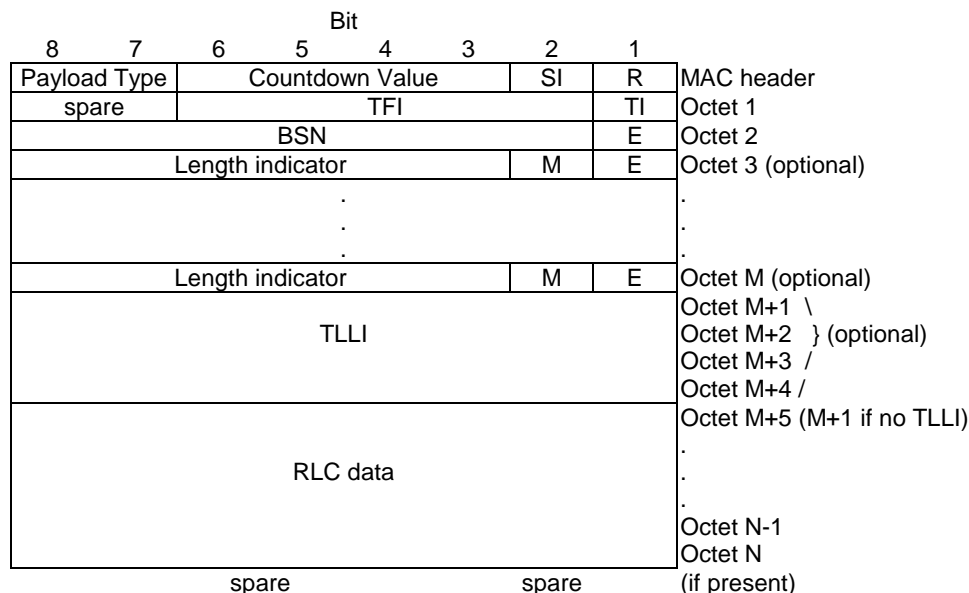 Bit
8 7 6 5 4 3 2 1
Payload Type Countdown Value SI R MAC header
spare TFI TI Octet 1
BSN E Octet 2
Length indicator M E Octet 3 (optional)
. .
. .
. .
Length indicator M E Octet M (optional)
Octet M+1 \
TLLI Octet M+2 } (optional)
Octet M+3 /
Octet M+4 /
Octet M+5 (M+1 if no TLLI)
.
RLC data .
.
Octet N-1
Octet N
spare spare (if present)